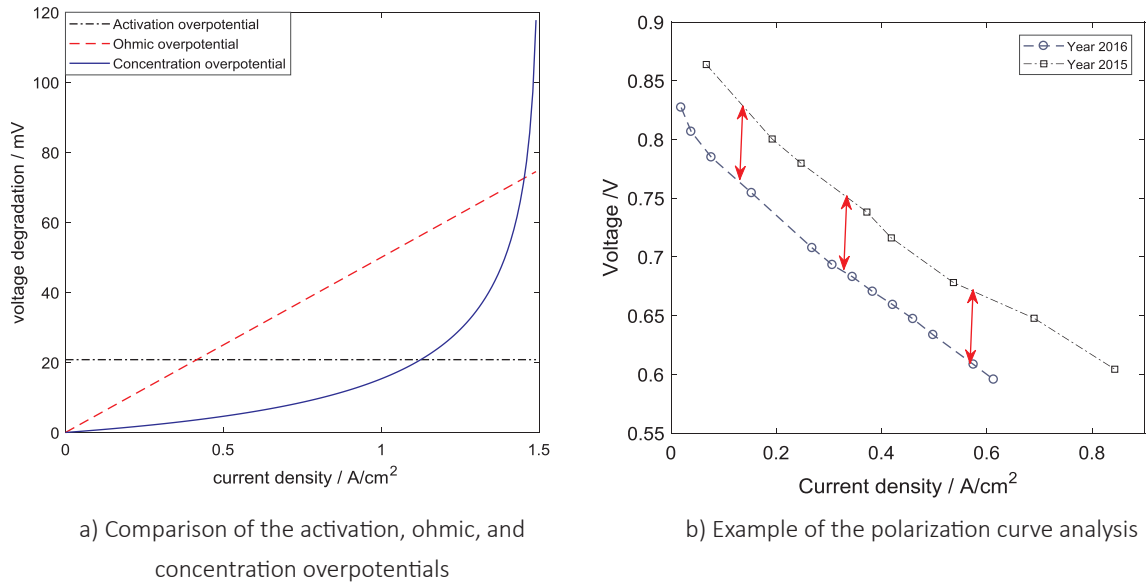 120
100
80
60
40
20
0
voltage degradation / mV
Activation overpotential
Ohmic overpotential
Concentration overpotential
0 0.5 1 1.5
current density / A/cm²
a) Comparison of the activation, ohmic, and
concentration overpotentials
0.9
0.85
0.8
0.75
0.7
0.65
0.6
0.55
Voltage /V
Year 2016
Year 2015
0 0.2 0.4 0.6 0.8
Current density / A/cm²
b) Example of the polarization curve analysis